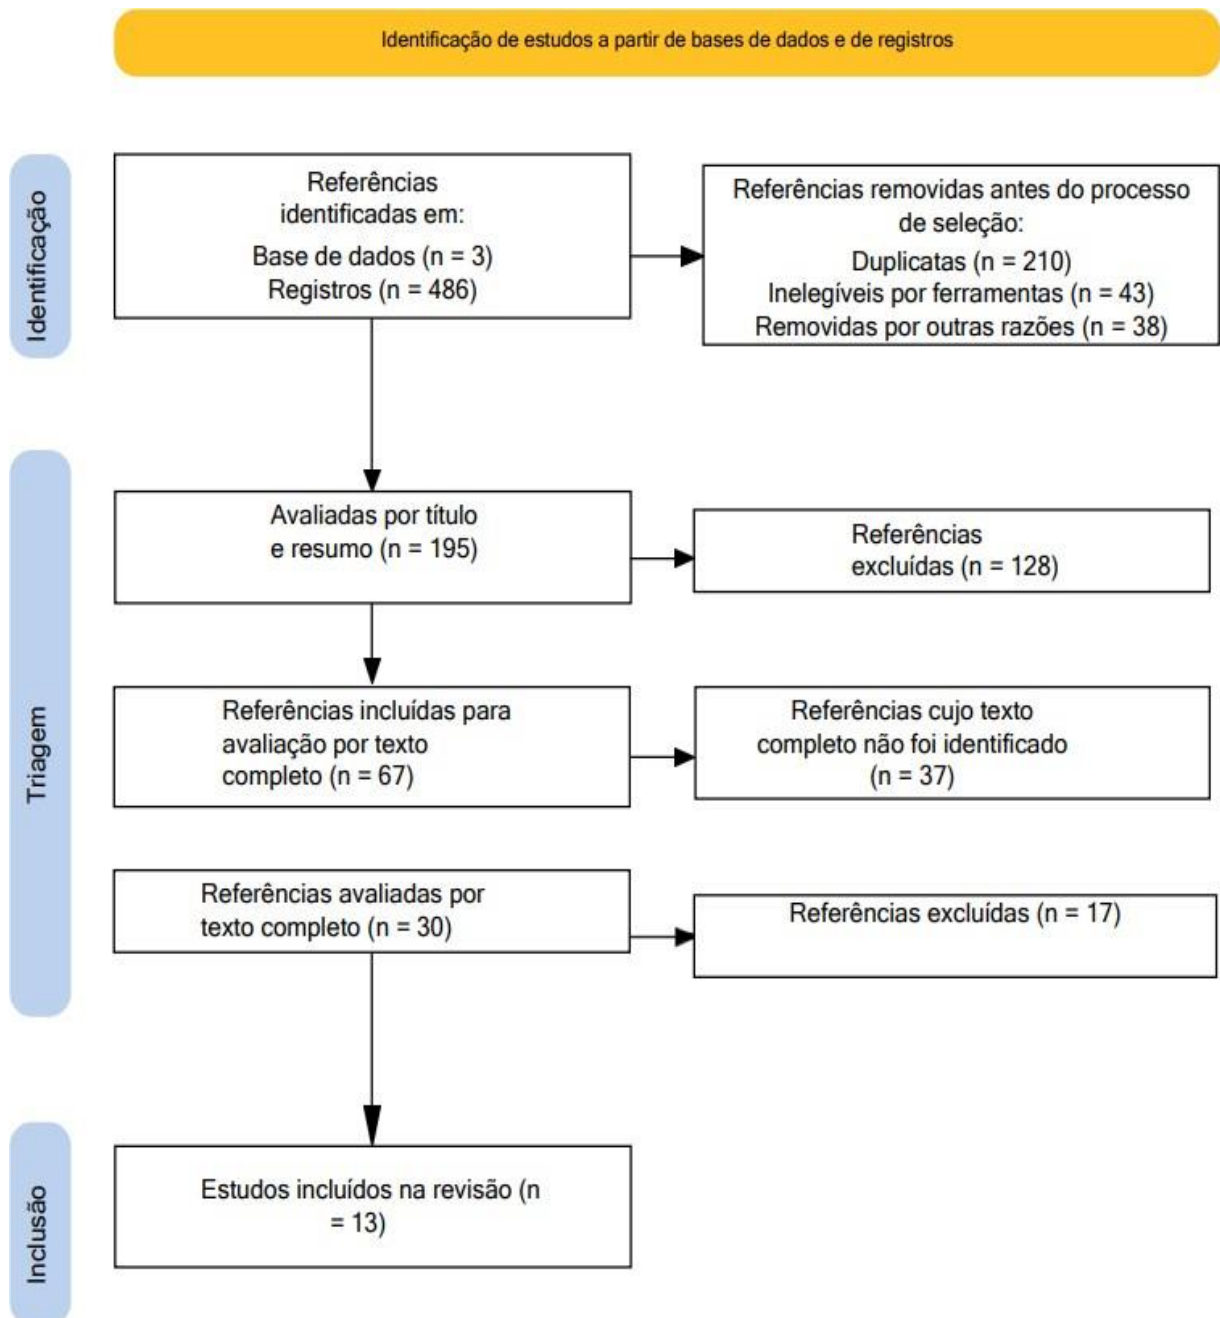 Identificação de estudos a partir de bases de dados e de registros
Identificação
Referências
identificadas em:
Base de dados (n = 3)
Registros (n = 486)
Referências removidas antes do processo
de seleção:
Duplicatas (n = 210)
Inelegíveis por ferramentas (n = 43)
Removidas por outras razões (n = 38)
Triagem
Avaliadas por título
e resumo (n = 195)
Referências
excluídas (n = 128)
Referências incluídas para
avaliação por texto
completo (n = 67)
Referências cujo texto
completo não foi identificado
(n = 37)
Referências avaliadas por
texto completo (n = 30)
Referências excluídas (n = 17)
Inclusão
Estudos incluídos na revisão (n
= 13)